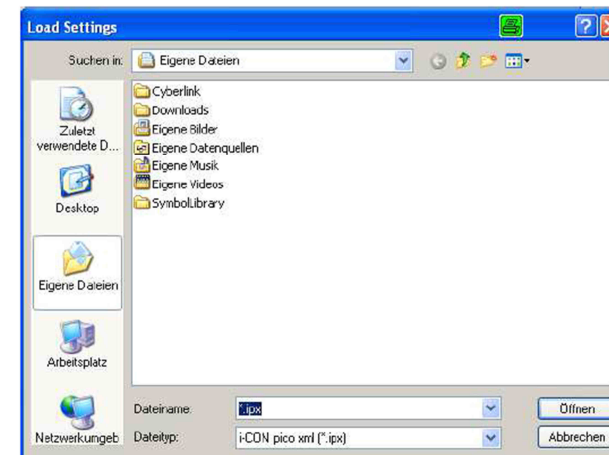 Load Settings
Suchen in:
Eigene Dateien
Zuletzt
verwendete D...
Desktop
Eigene Dateien
Arbeitsplatz
Netzwerkumgeb
Cyberlink
Downloads
Eigene Bilder
Eigene Datenquellen
Eigene Musik
Eigene Videos
SymbolLibrary
Dateiname:
*.ipx
Öffnen
Dateityp:
i-CON pico xml (*.ipx)
Abbrechen